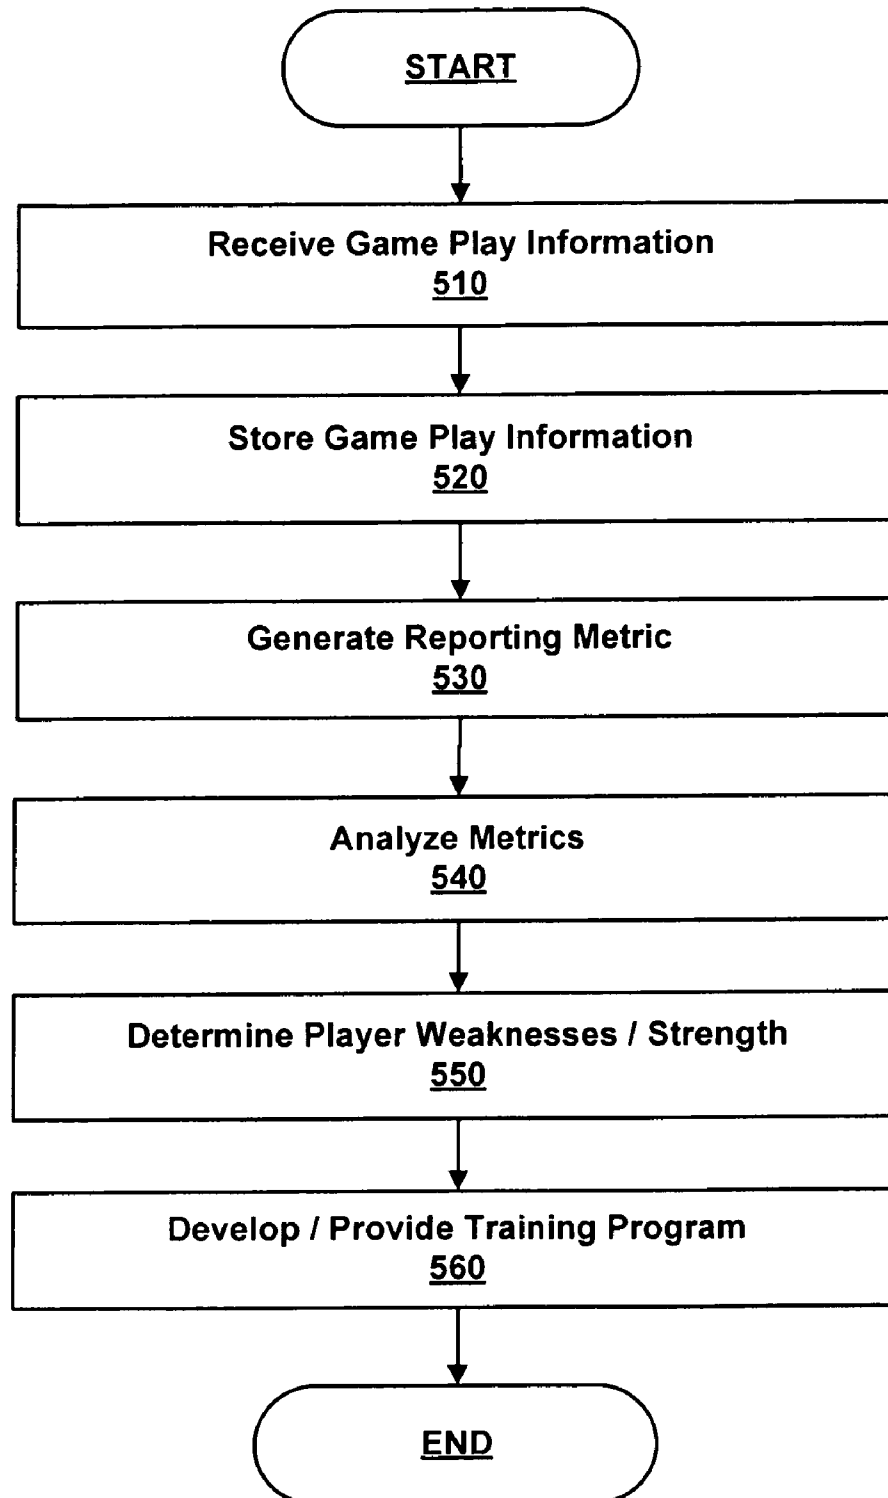 START
Receive Game Play Information
510
Store Game Play Information
520
Generate Reporting Metric
530
Analyze Metrics
540
Determine Player Weaknesses / Strength
550
Develop / Provide Training Program
560
END